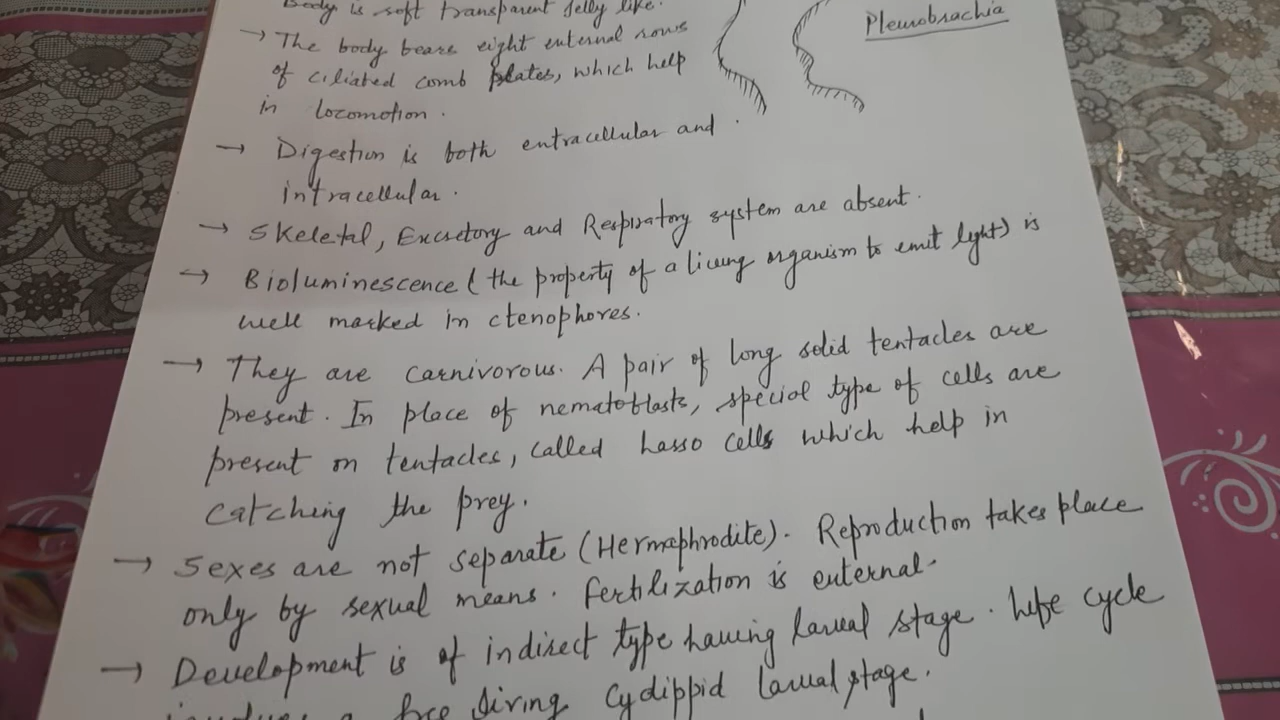 Body is soft transparent Jelly like.
Pleurobrachia
→ The body bears eight external rows
of ciliated comb plates, which help
in locomotion.
→ Digestion is both extracellular and
intracellular.
→ Skeletal, Excretory and Respiratory system are absent.
→ Bioluminescence ( the property of a living organism to emit light) is
well marked in ctenophores.
→ They are carnivorous. A pair of long solid tentacles are
present. In place of nematoblasts, special type of cells are
present on tentacles, called Lasso cells which help in
catching the prey.
→ Sexes are not separate (Hermaphrodite). Reproduction takes place
only by sexual means. Fertilization is external.
→ Development is of indirect type having larval stage. Life cycle
a free living Cydippid larval stage.